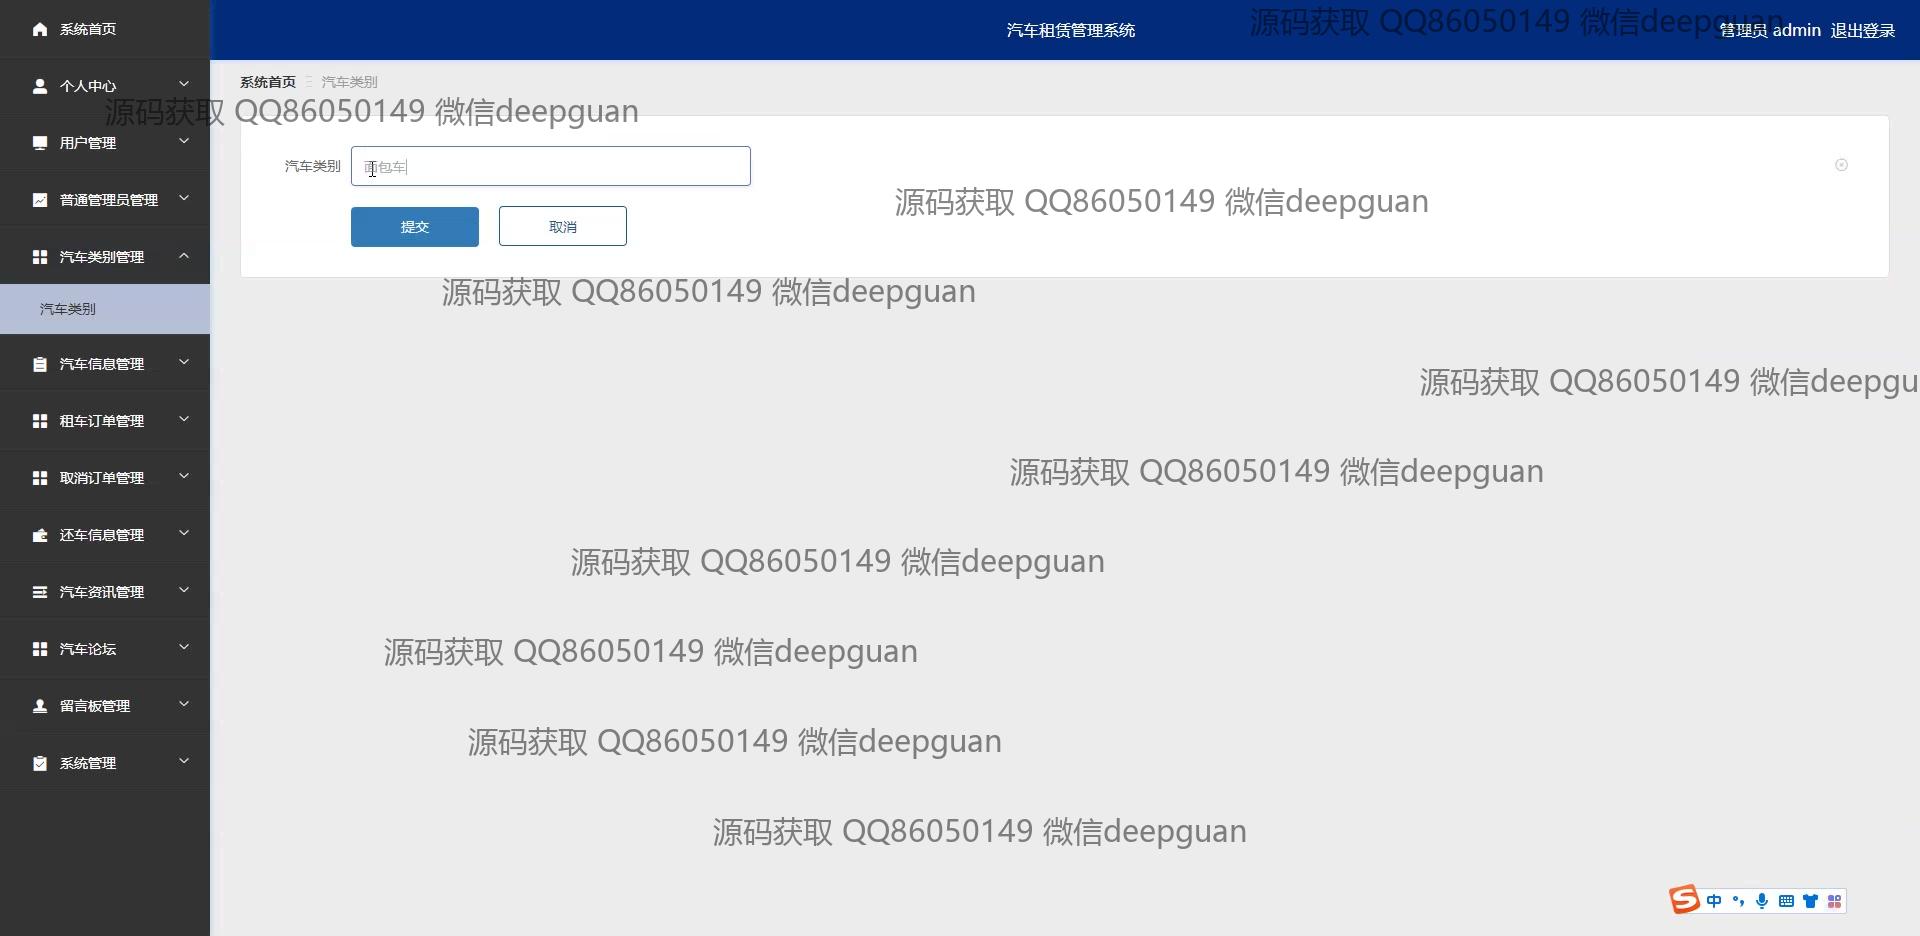 系统首页
汽车租赁管理系统
源码获取 QQ86050149 微信deepguan
管理员 admin
退出登录
系统首页 汽车类别
个人中心
源码获取 QQ86050149 微信deepguan
用户管理
汽车类别 面包车
普通管理员管理
源码获取 QQ86050149 微信deepguan
提交
取消
汽车类别管理
源码获取 QQ86050149 微信deepguan
汽车类别
汽车信息管理
源码获取 QQ86050149 微信deepgu
租车订单管理
取消订单管理
源码获取 QQ86050149 微信deepguan
还车信息管理
源码获取 QQ86050149 微信deepguan
汽车资讯管理
汽车论坛
源码获取 QQ86050149 微信deepguan
留言板管理
源码获取 QQ86050149 微信deepguan
系统管理
源码获取 QQ86050149 微信deepguan
中